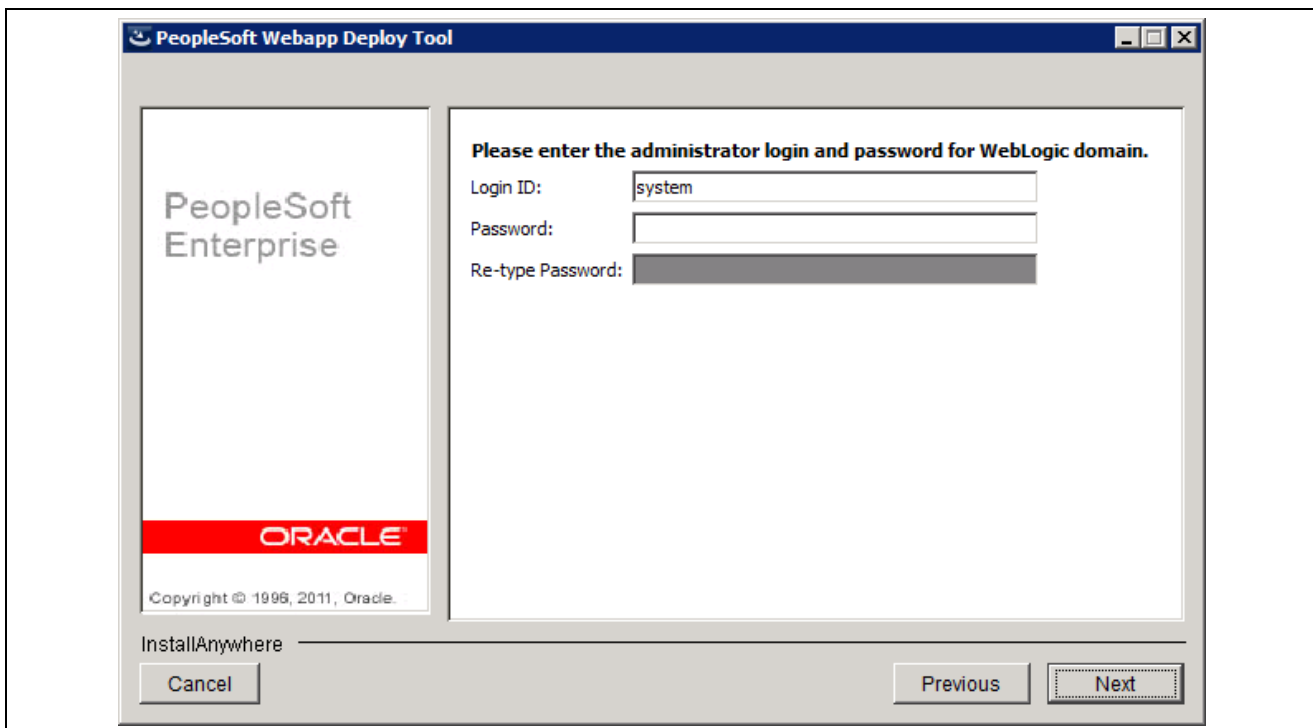 PeopleSoft Webapp Deploy Tool
PeopleSoft
Enterprise
ORACLE
Copyright © 1996, 2011, Oracle.
Please enter the administrator login and password for WebLogic domain.
Login ID: system
Password:
Re-type Password:
InstallAnywhere
Cancel Previous Next